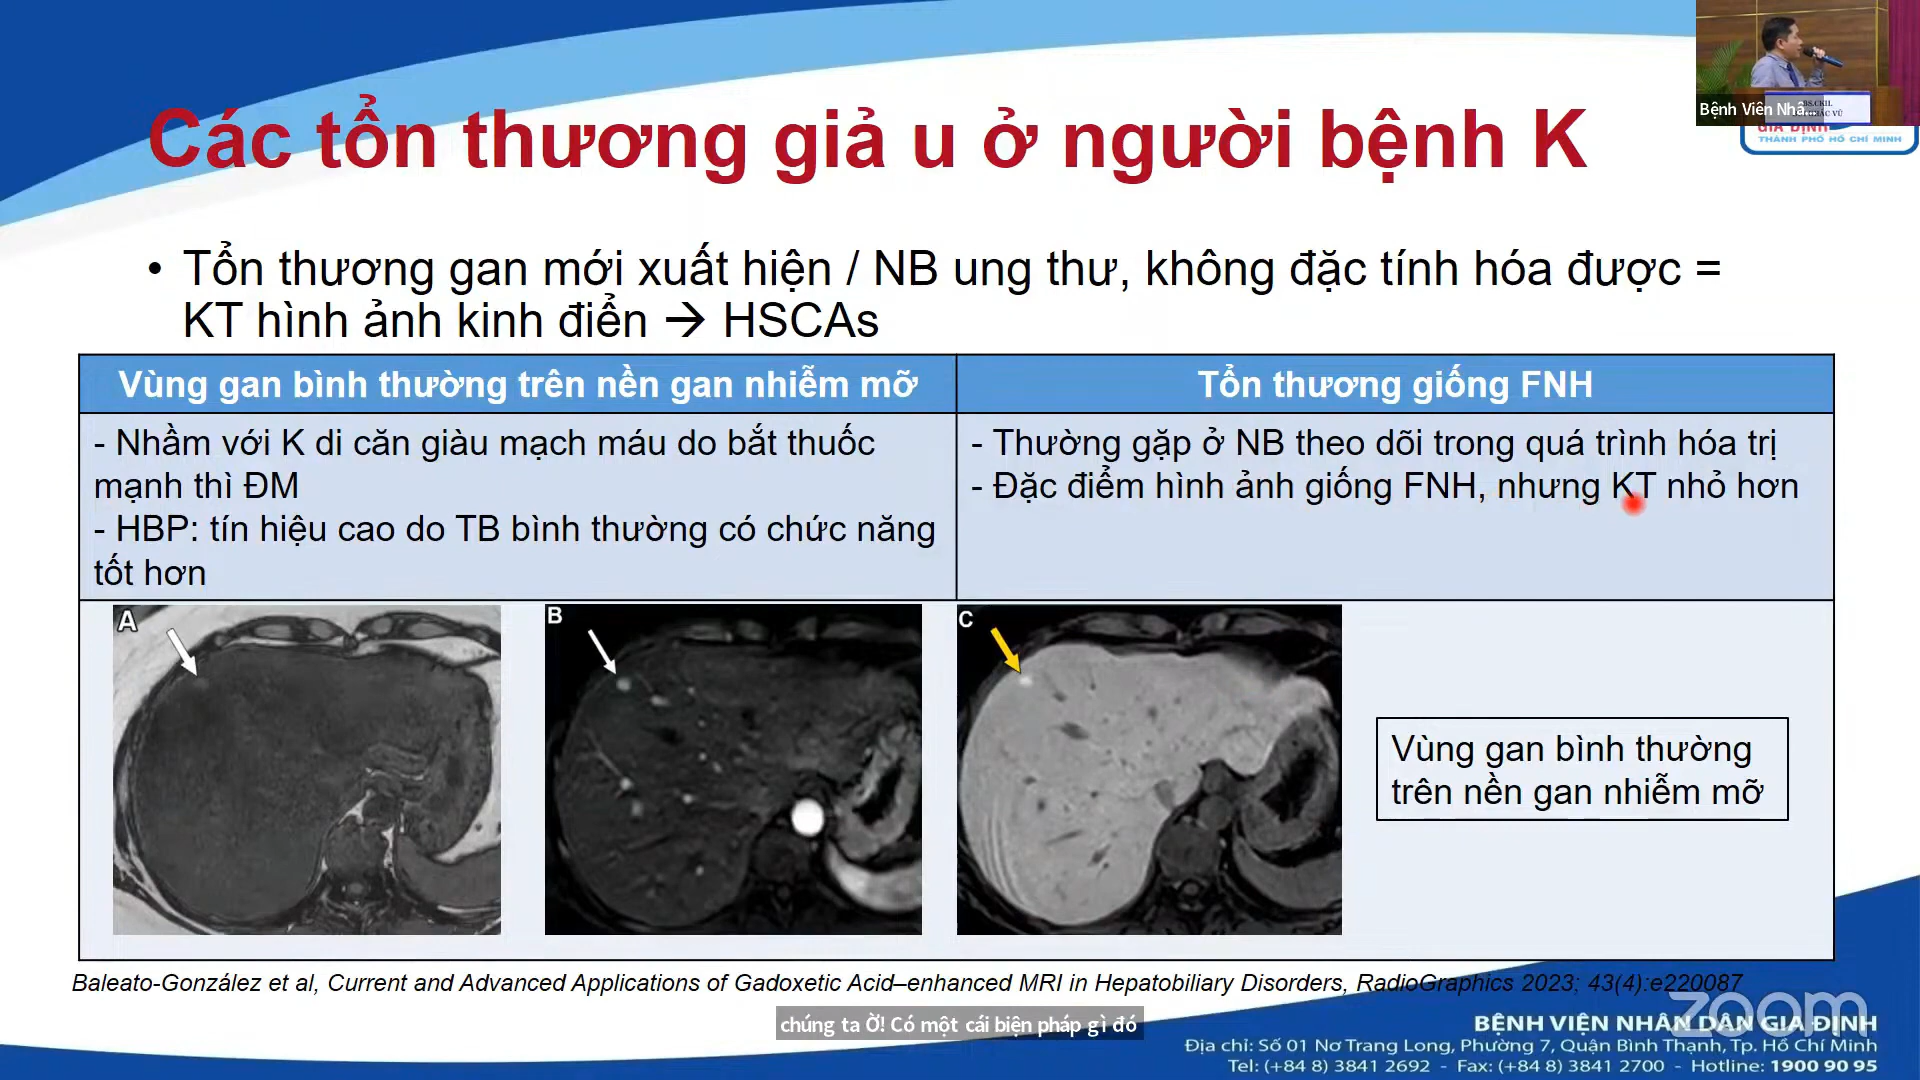 Bệnh Viện Nhâ
BS.CKII.
GIA ĐỊNH
THÀNH PHỐ HỒ CHÍ MINH
Các tổn thương giả u ở người bệnh K
• Tổn thương gan mới xuất hiện / NB ung thư, không đặc tính hóa được =
KT hình ảnh kinh điển → HSCAs
Vùng gan bình thường trên nền gan nhiễm mỡ
- Nhầm với K di căn giàu mạch máu do bắt thuốc
mạnh thì ĐM
- HBP: tín hiệu cao do TB bình thường có chức năng
tốt hơn
Tổn thương giống FNH
- Thường gặp ở NB theo dõi trong quá trình hóa trị
- Đặc điểm hình ảnh giống FNH, nhưng KT nhỏ hơn
A
B
C
Vùng gan bình thường
trên nền gan nhiễm mỡ
Baleato-González et al, Current and Advanced Applications of Gadoxetic Acid–enhanced MRI in Hepatobiliary Disorders, RadioGraphics 2023; 43(4):e220087
zoom
chúng ta Ờ! Có một cái biện pháp gì đó
BỆNH VIỆN NHÂN DÂN GIA ĐỊNH
Địa chỉ: Số 01 Nơ Trang Long, Phường 7, Quận Bình Thạnh, Tp. Hồ Chí Minh
Tel: (+84 8) 3841 2692 - Fax: (+84 8) 3841 2700 - Hotline: 1900 90 95